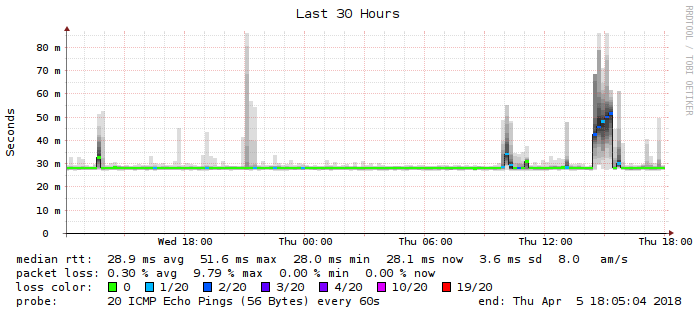 Last 30 Hours
RRDTOOL / TOBI OETIKER
Seconds
80 m
70 m
60 m
50 m
40 m
30 m
20 m
10 m
0
Wed 18:00 Thu 00:00 Thu 06:00 Thu 12:00 Thu 18:00
median rtt: 28.9 ms avg 51.6 ms max 28.0 ms min 28.1 ms now 3.6 ms sd 8.0 am/s
packet loss: 0.30 % avg 9.79 % max 0.00 % min 0.00 % now
loss color: 0 1/20 2/20 3/20 4/20 10/20 19/20
probe: 20 ICMP Echo Pings (56 Bytes) every 60s end: Thu Apr 5 18:05:04 2018